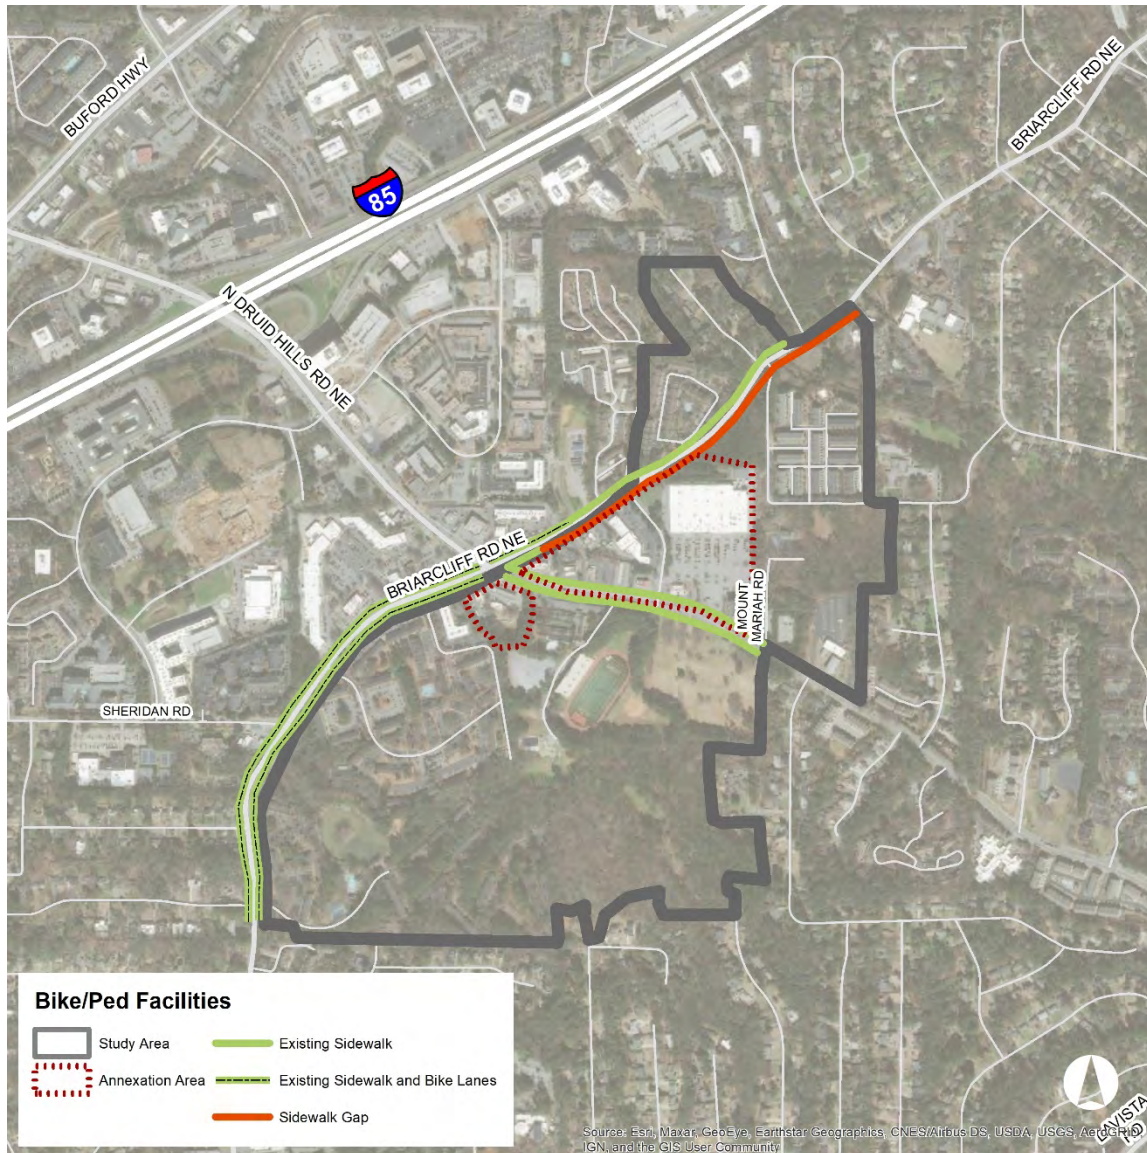 BUFORD HWY
BRIARCLIFF RD NE
85
N DRUID HILLS RD NE
BRIARCLIFF RD NE
MOUNT
MARIAH RD
SHERIDAN RD
Bike/Ped Facilities
Study Area
Existing Sidewalk
Annexation Area
Existing Sidewalk and Bike Lanes
Sidewalk Gap
LAVISTA
RD
Source: Esri, Maxar, GeoEye, Earthstar Geographics, CNES/Airbus DS, USDA, USGS, AeroGRID,
IGN, and the GIS User Community